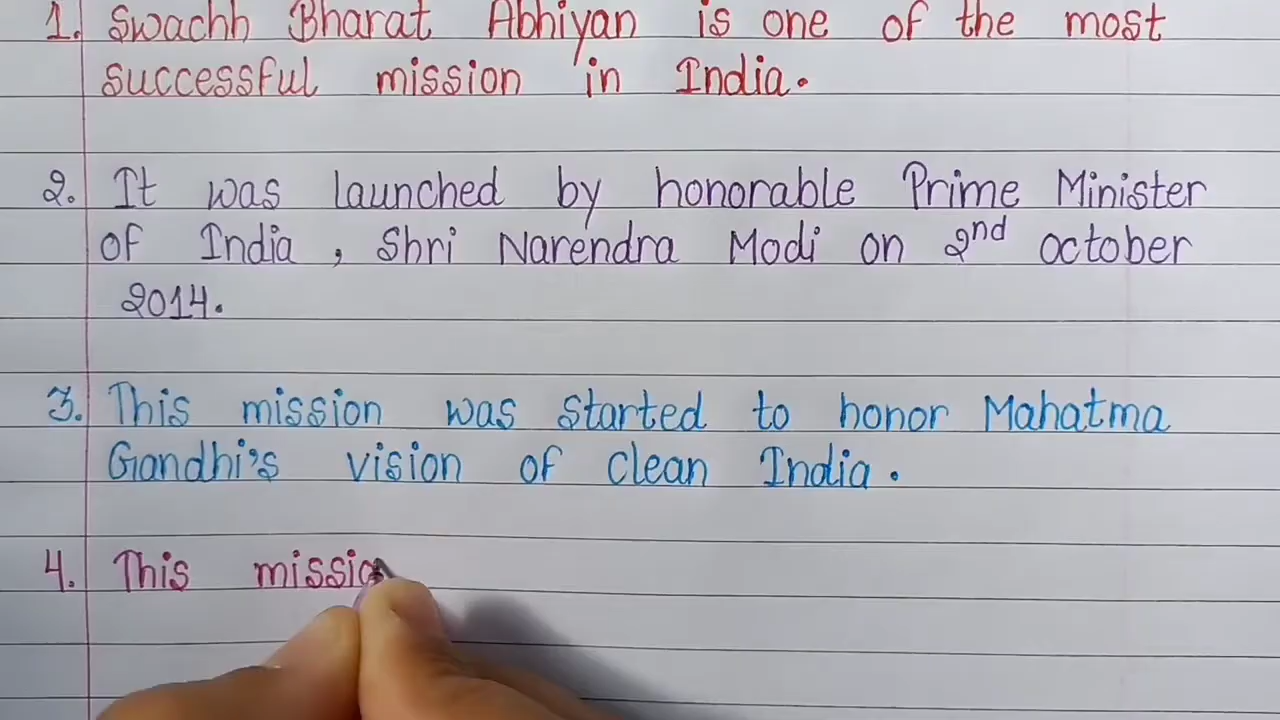 1. Swachh Bharat Abhiyan is one of the most
successful mission in India.
2. It was launched by honorable Prime Minister
of India, Shri Narendra Modi on 2nd october
2014.
3. This mission was started to honor Mahatma
Gandhi's vision of clean India.
4. This missio